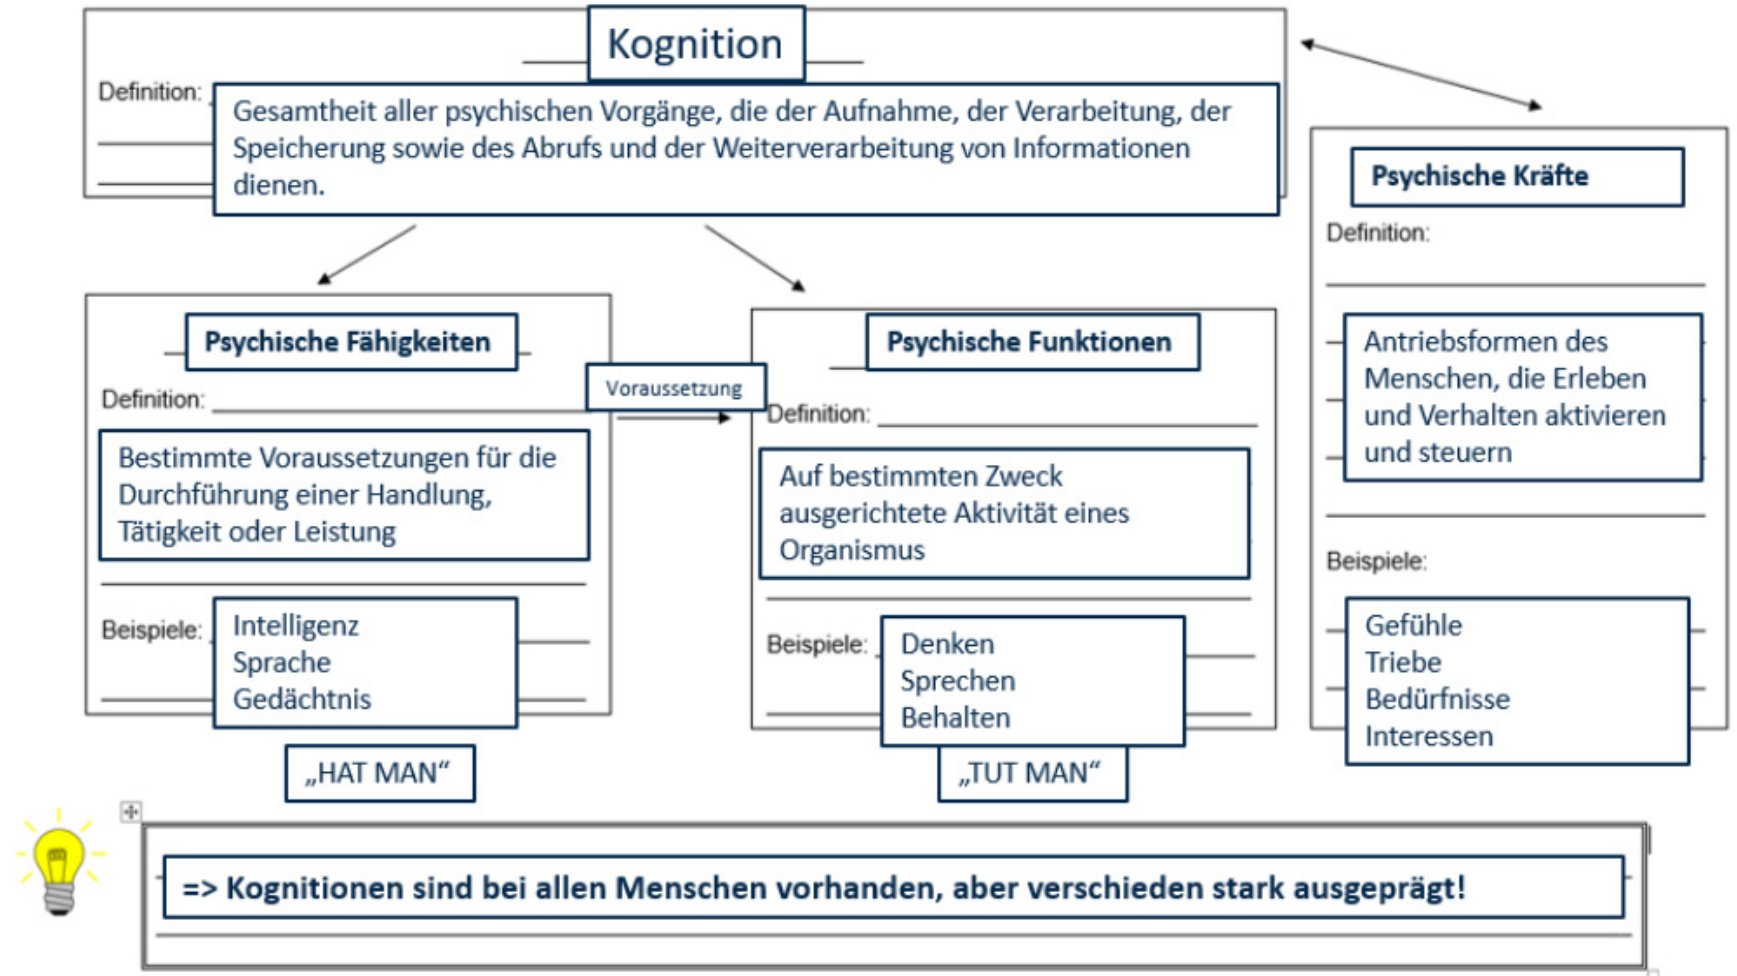 Kognition
Definition:
Gesamtheit aller psychischen Vorgänge, die der Aufnahme, der Verarbeitung, der
Speicherung sowie des Abrufs und der Weiterverarbeitung von Informationen
dienen.
Psychische Fähigkeiten
Definition:
Bestimmte Voraussetzungen für die
Durchführung einer Handlung,
Tätigkeit oder Leistung
Beispiele:
Intelligenz
Sprache
Gedächtnis
„HAT MAN“
Voraussetzung
Psychische Funktionen
Definition:
Auf bestimmten Zweck
ausgerichtete Aktivität eines
Organismus
Beispiele:
Denken
Sprechen
Behalten
„TUT MAN“
Psychische Kräfte
Definition:
Antriebsformen des
Menschen, die Erleben
und Verhalten aktivieren
und steuern
Beispiele:
Gefühle
Triebe
Bedürfnisse
Interessen
=> Kognitionen sind bei allen Menschen vorhanden, aber verschieden stark ausgeprägt!